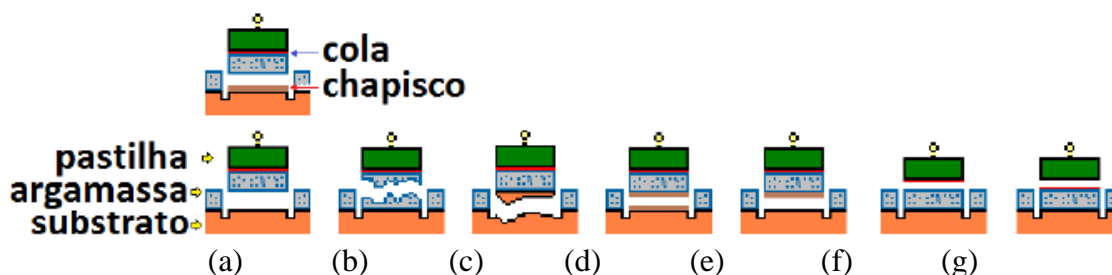 cola
chapisco
pastilha
argamassa
substrato
(a) (b) (c) (d) (e) (f) (g)